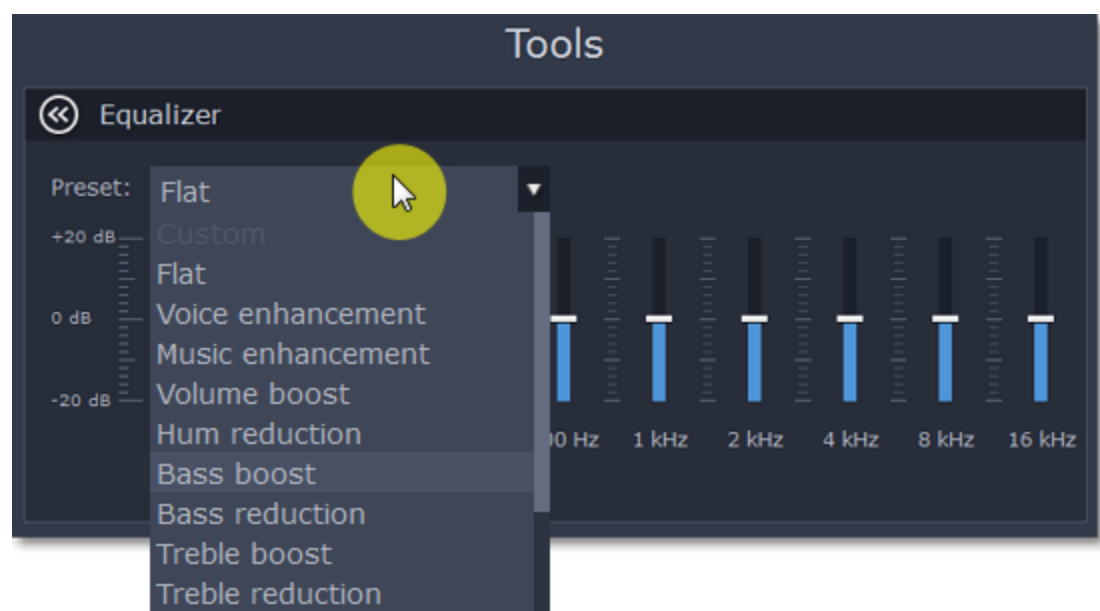 Tools
Equalizer
Preset: Flat
+20 dB
Custom
Flat
0 dB
Voice enhancement
Music enhancement
-20 dB
Volume boost
Hum reduction
00 Hz 1 kHz 2 kHz 4 kHz 8 kHz 16 kHz
Bass boost
Bass reduction
Treble boost
Treble reduction